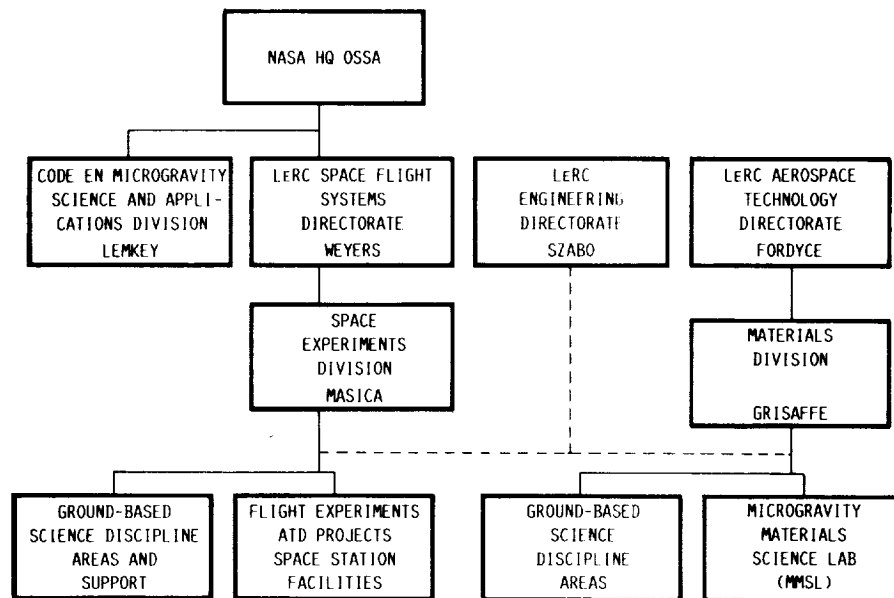 NASA HQ OSSA
CODE EN MICROGRAVITY
SCIENCE AND APPLI-
CATIONS DIVISION
LEMKEY
LeRC SPACE FLIGHT
SYSTEMS
DIRECTORATE
WEYERS
LeRC
ENGINEERING
DIRECTORATE
SZABO
LeRC AEROSPACE
TECHNOLOGY
DIRECTORATE
FORDYCE
SPACE
EXPERIMENTS
DIVISION
MASICA
MATERIALS
DIVISION
GRISAFFE
GROUND-BASED
SCIENCE DISCIPLINE
AREAS AND
SUPPORT
FLIGHT EXPERIMENTS
ATD PROJECTS
SPACE STATION
FACILITIES
GROUND-BASED
SCIENCE
DISCIPLINE
AREAS
MICROGRAVITY
MATERIALS
SCIENCE LAB
(MMSL)